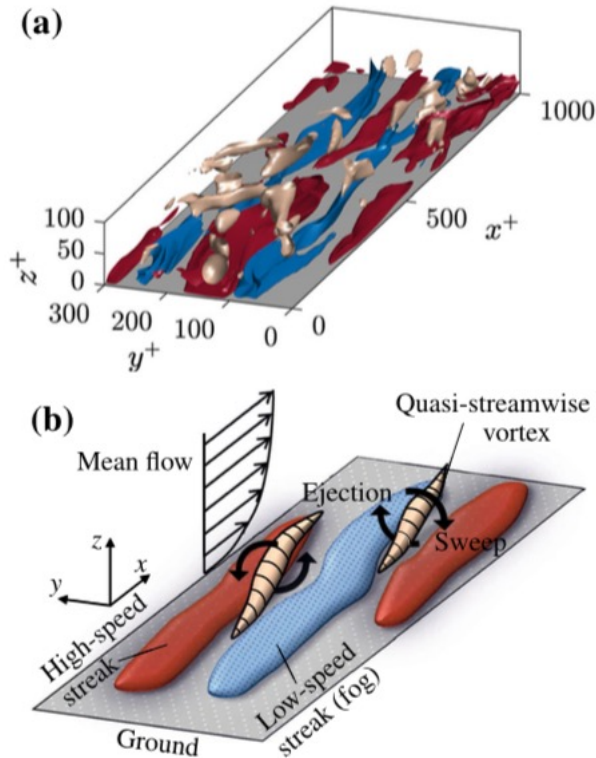 (a)
1000
500
x+
100
50
0
z+
300
200
100
0
0
y+
(b)
Mean flow
Quasi-streamwise
vortex
Ejection
Sweep
z
x
y
High-speed
streak
Low-speed
streak (fog)
Ground